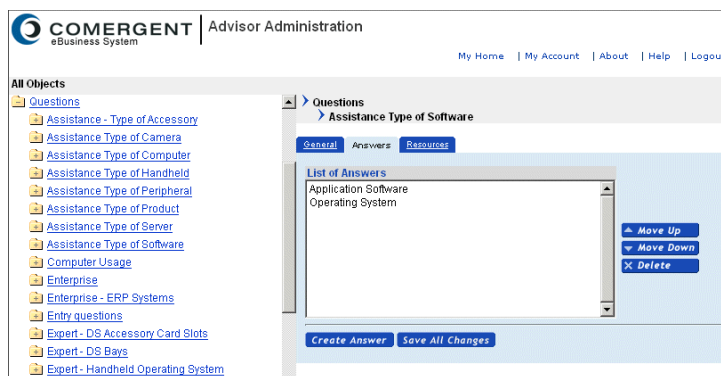 COMERGENT
eBusiness System
Advisor Administration
My Home | My Account | About | Help | Logou
All Objects
Questions
Assistance - Type of Accessory
Assistance Type of Camera
Assistance Type of Computer
Assistance Type of Handheld
Assistance Type of Peripheral
Assistance Type of Product
Assistance Type of Server
Assistance Type of Software
Computer Usage
Enterprise
Enterprise - ERP Systems
Entry questions
Expert - DS Accessory Card Slots
Expert - DS Bays
Expert - Handheld Operating System
Questions
Assistance Type of Software
General Answers Resources
List of Answers
Application Software
Operating System
Move Up
Move Down
X Delete
Create Answer Save All Changes